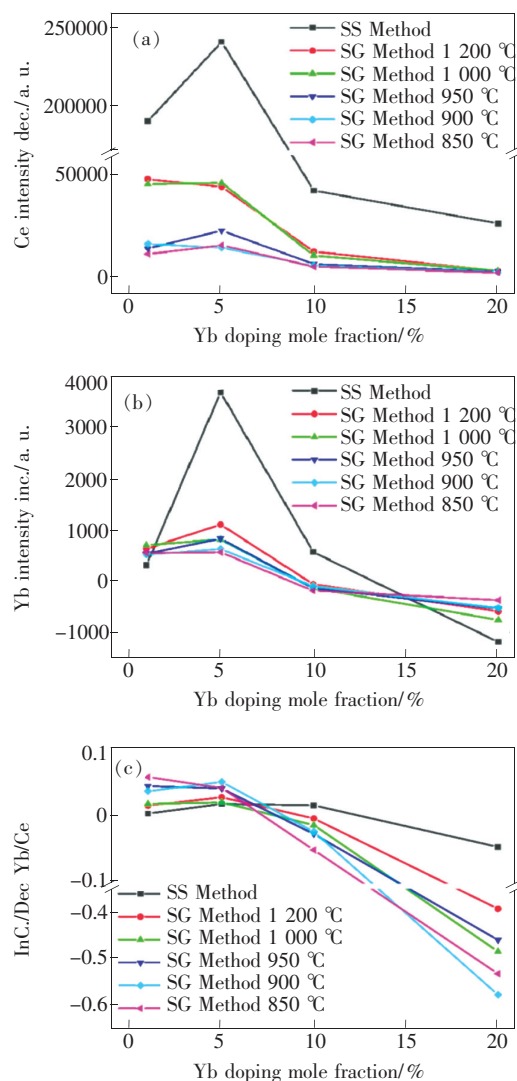 (a)
SS Method
SG Method 1 200 ℃
SG Method 1 000 ℃
SG Method 950 ℃
SG Method 900 ℃
SG Method 850 ℃
250000
200000
50000
0
Ce intensity dec./a. u.
0 5 10 15 20
Yb doping mole fraction/%
(b)
SS Method
SG Method 1 200 ℃
SG Method 1 000 ℃
SG Method 950 ℃
SG Method 900 ℃
SG Method 850 ℃
4000
3000
1000
0
-1000
Yb intensity inc./a. u.
0 5 10 15 20
Yb doping mole fraction/%
(c)
0.1
0
-0.1
-0.4
-0.5
-0.6
InC./Dec Yb/Ce
SS Method
SG Method 1 200 ℃
SG Method 1 000 ℃
SG Method 950 ℃
SG Method 900 ℃
SG Method 850 ℃
0 5 10 15 20
Yb doping mole fraction/%